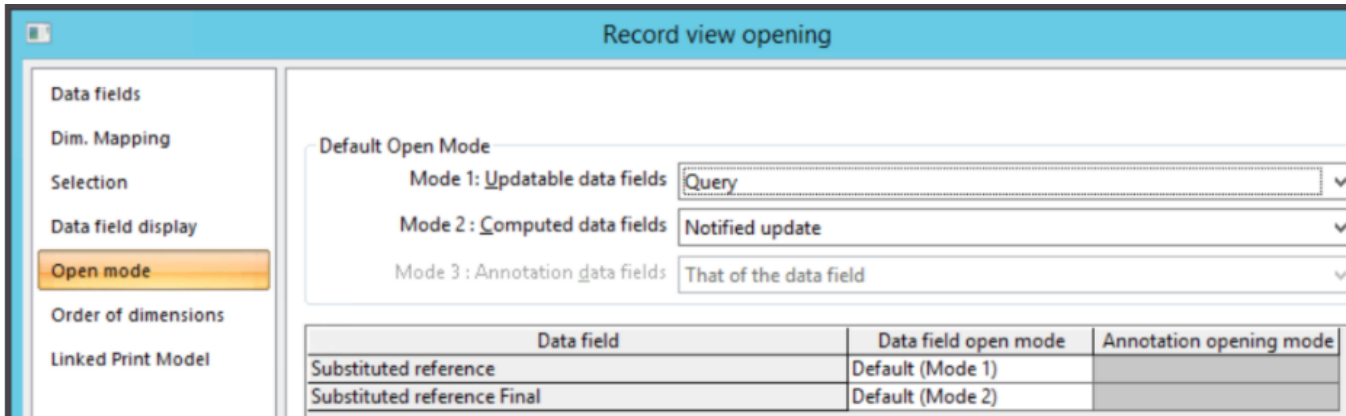 Record view opening
Data fields
Dim. Mapping
Selection
Data field display
Open mode
Order of dimensions
Linked Print Model
Default Open Mode
Mode 1: Updatable data fields Query
Mode 2 : Computed data fields Notified update
Mode 3 : Annotation data fields That of the data field
Data field Data field open mode Annotation opening mode
Substituted reference Default (Mode 1)
Substituted reference Final Default (Mode 2)